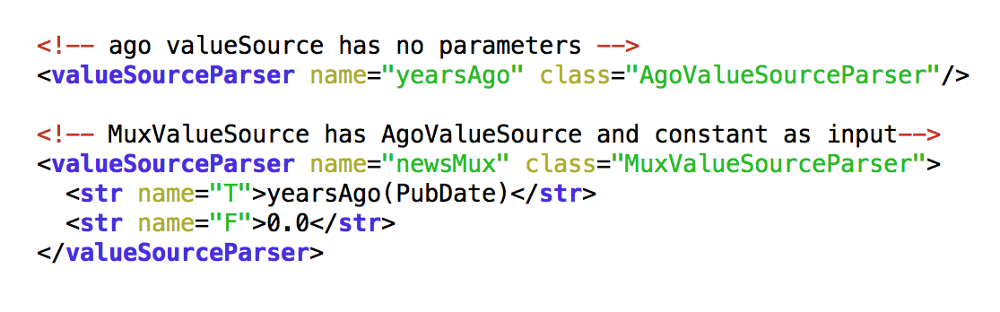 <!-- ago valueSource has no parameters -->
<valueSourceParser name="yearsAgo" class="AgoValueSourceParser"/>
<!-- MuxValueSource has AgoValueSource and constant as input-->
<valueSourceParser name="newsMux" class="MuxValueSourceParser">
<str name="T">yearsAgo(PubDate)</str>
<str name="F">0.0</str>
</valueSourceParser>